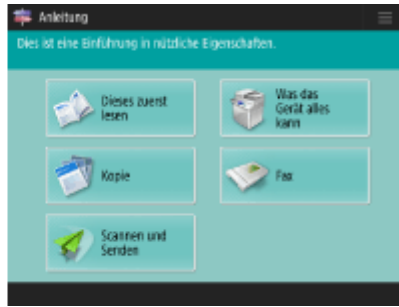 Anleitung
Dies ist eine Einführung in nützliche Eigenschaften.
Dieses zuerst
lesen
Was das
Gerät alles
kann
Kopie
Fax
Scannen und
Senden